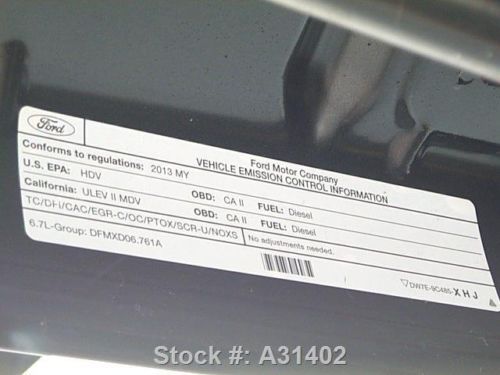 Ford
Ford Motor Company
VEHICLE EMISSION CONTROL INFORMATION
Conforms to regulations: 2013 MY
U.S. EPA: HDV OBD: CA II FUEL: Diesel
California: ULEV II MDV OBD: CA II FUEL: Diesel
TC/DFI/CAC/EGR-C/OC/PTOX/SCR-U/NOXS No adjustments needed.
6.7L-Group: DFMXD06.761A
▽DW7E-9C485-XHJ
Stock #: A31402